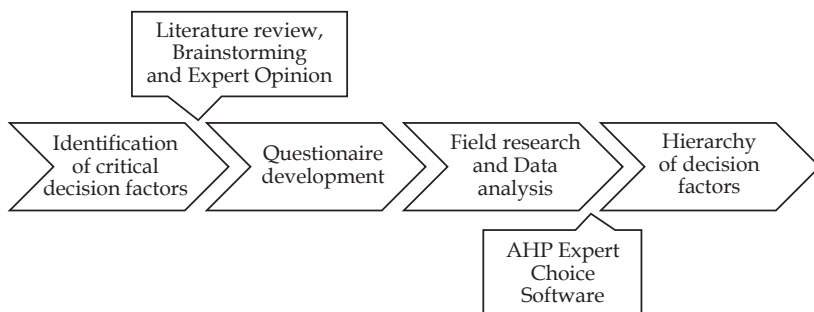 Literature review,
Brainstorming
and Expert Opinion
Identification
of critical
decision factors
Questionaire
development
Field research
and Data
analysis
Hierarchy
of decision
factors
AHP Expert
Choice
Software